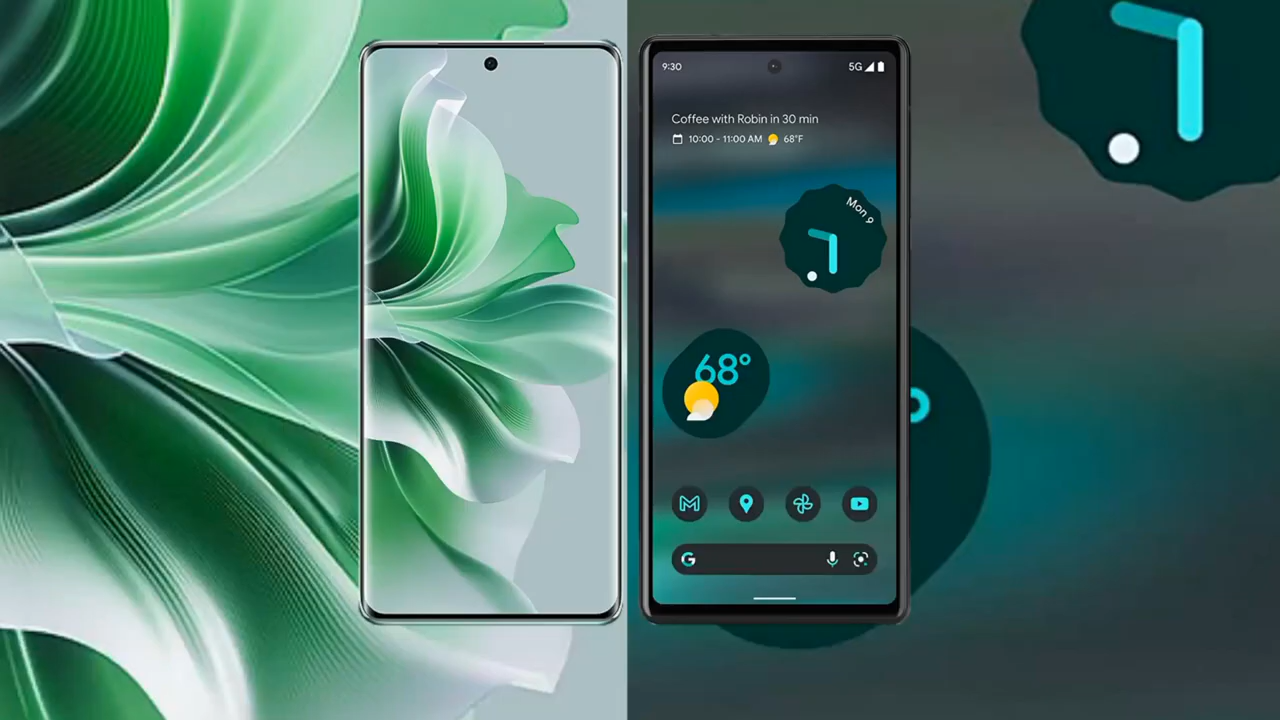 9:30
5G
Coffee with Robin in 30 min
10:00 - 11:00 AM 68°F
Mon 9
68°
G